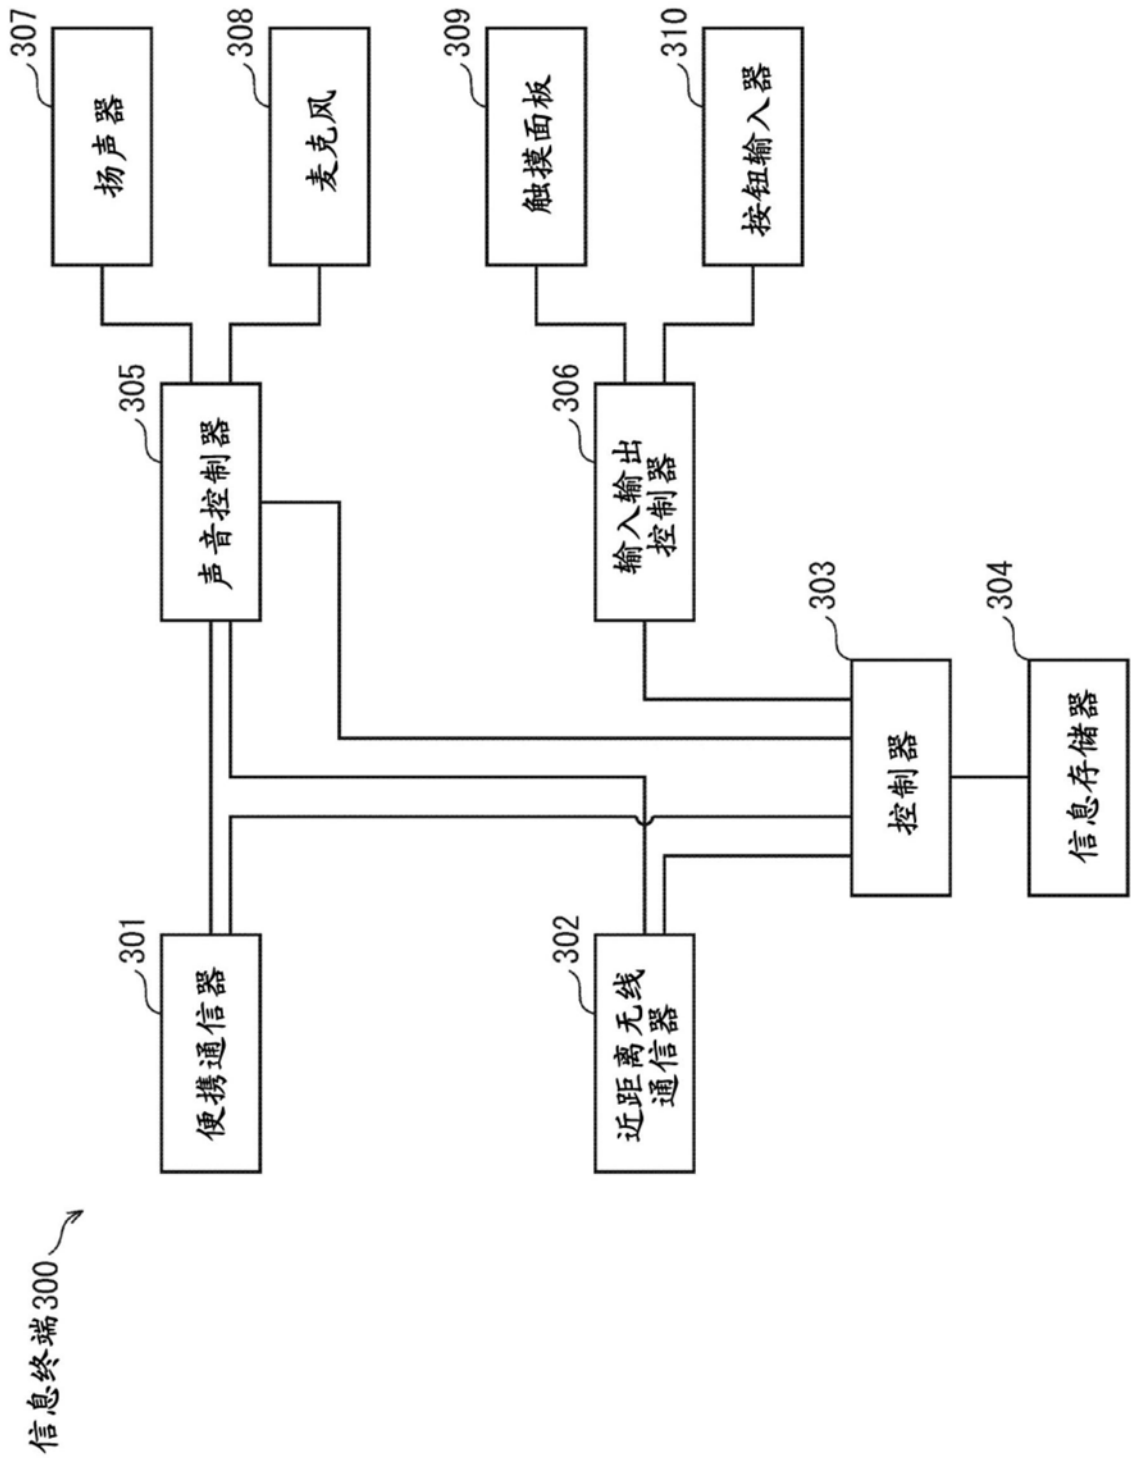 信息终端300
301
便携通信器
302
近距离无线
通信器
303
控制器
304
信息存储器
305
声音控制器
306
输入输出
控制器
307
扬声器
308
麦克风
309
触摸面板
310
按钮输入器